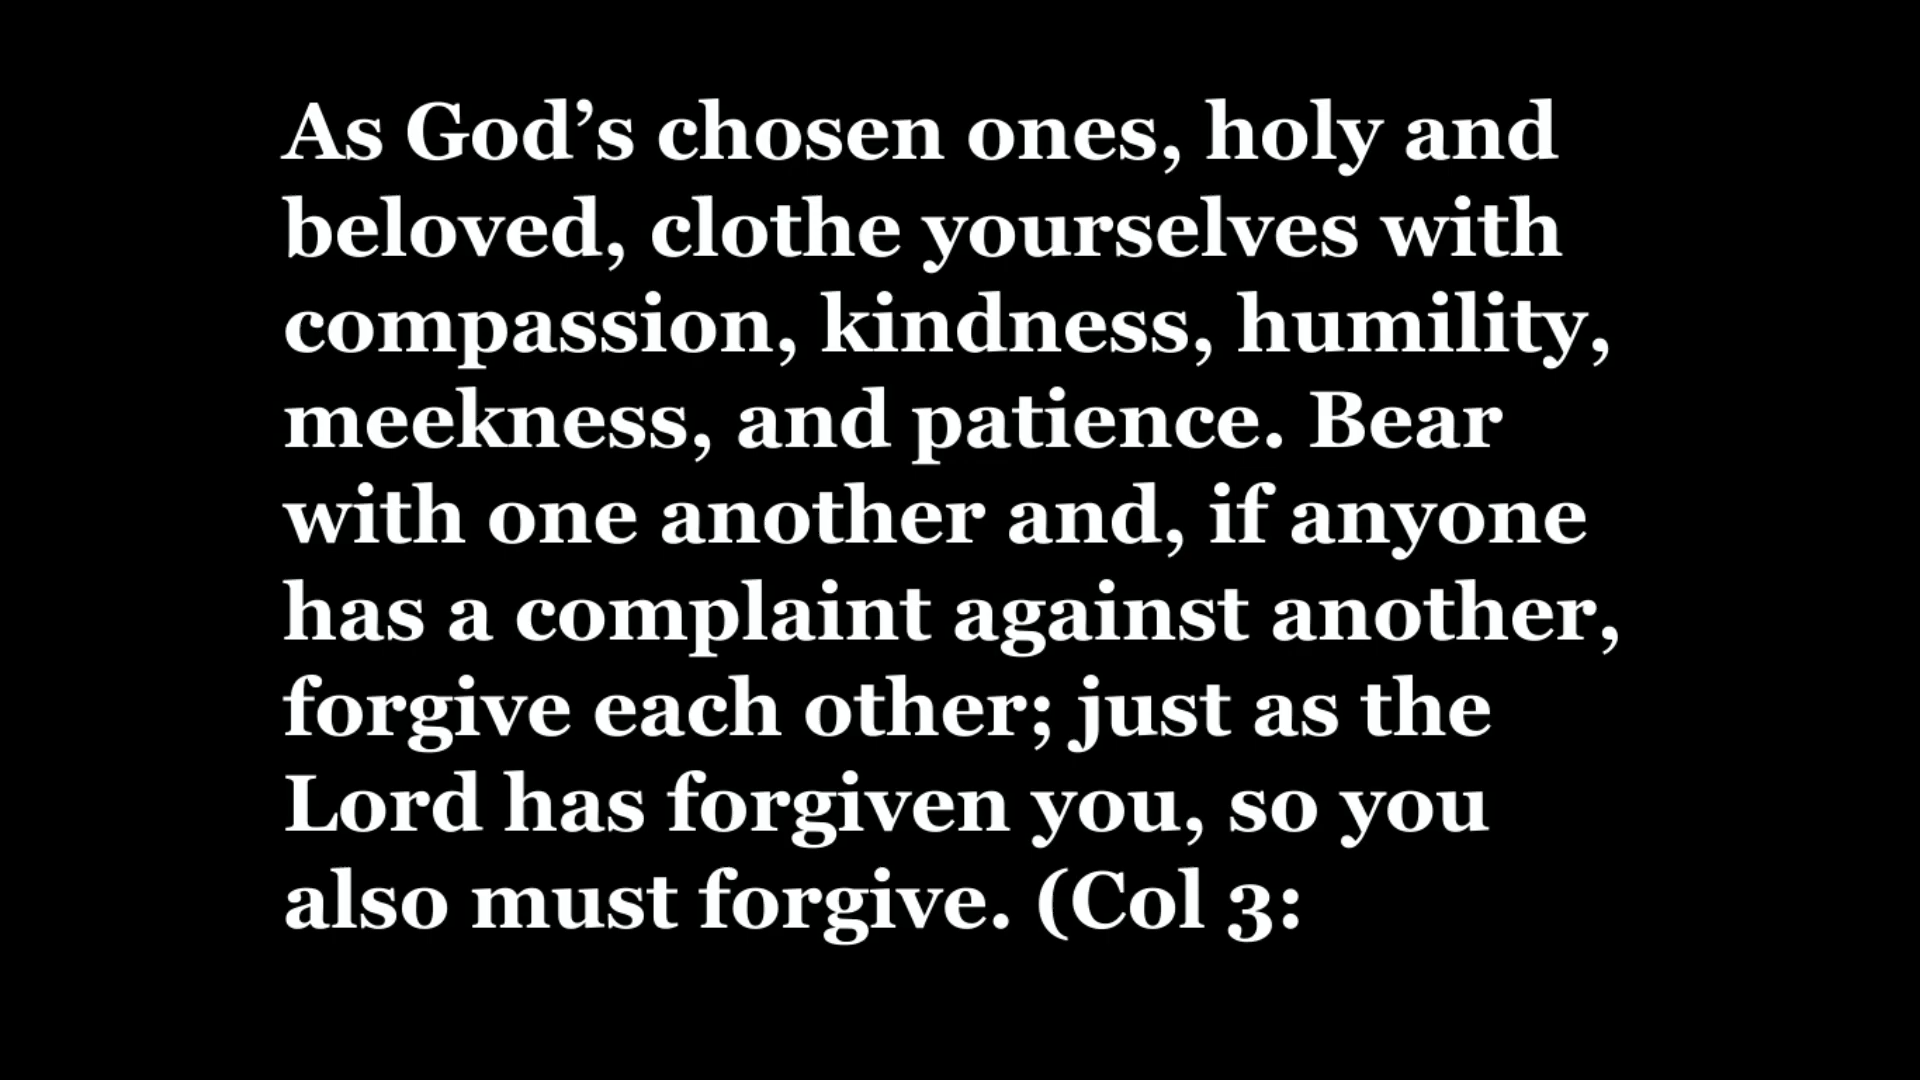 As God’s chosen ones, holy and
beloved, clothe yourselves with
compassion, kindness, humility,
meekness, and patience. Bear
with one another and, if anyone
has a complaint against another,
forgive each other; just as the
Lord has forgiven you, so you
also must forgive. (Col 3: